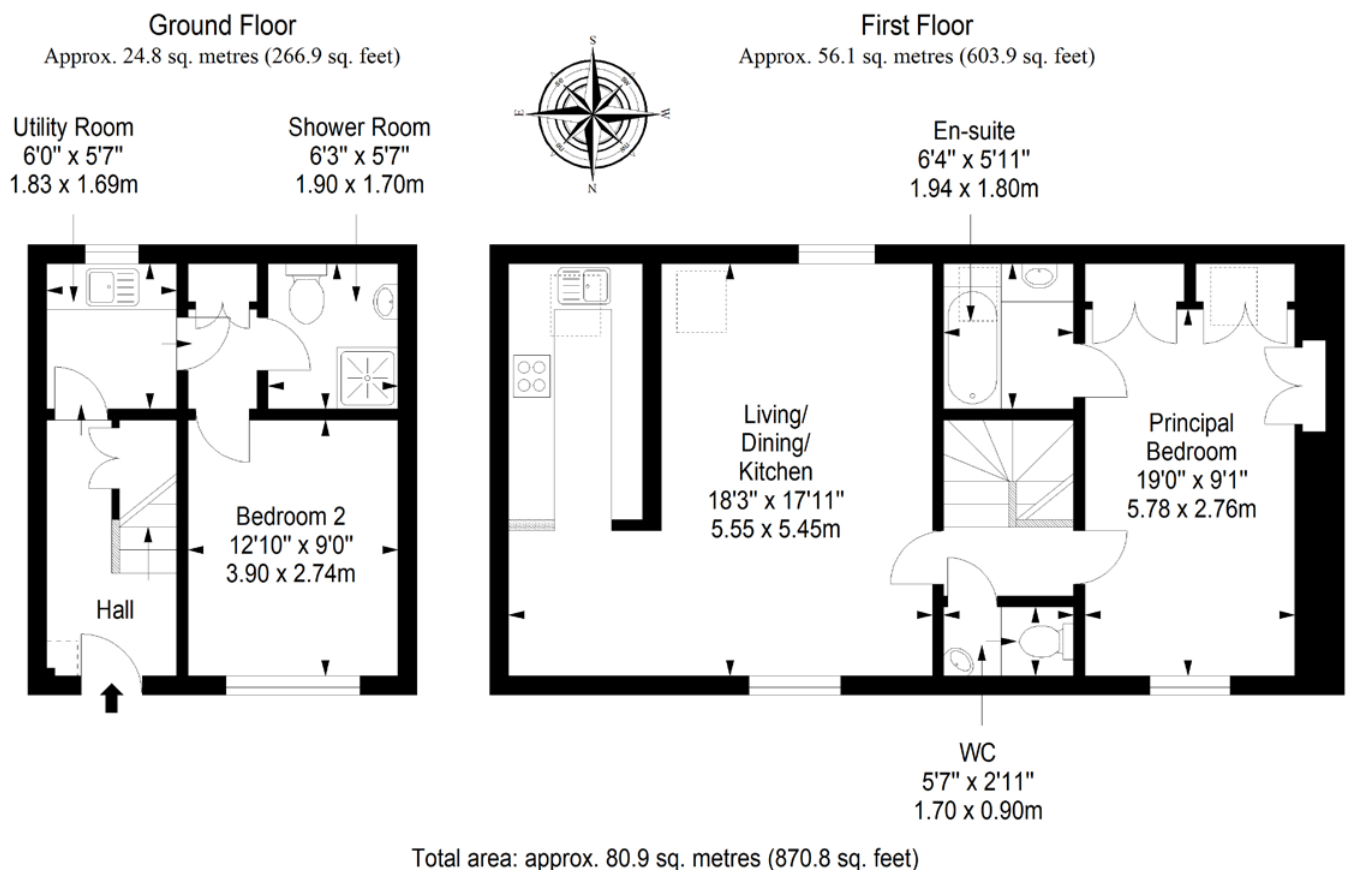 Ground Floor
Approx. 24.8 sq. metres (266.9 sq. feet)
First Floor
Approx. 56.1 sq. metres (603.9 sq. feet)
S
E
W
N
se
sw
ne
nw
Utility Room
6'0" x 5'7"
1.83 x 1.69m
Shower Room
6'3" x 5'7"
1.90 x 1.70m
En-suite
6'4" x 5'11"
1.94 x 1.80m
Living/
Dining/
Kitchen
18'3" x 17'11"
5.55 x 5.45m
Principal
Bedroom
19'0" x 9'1"
5.78 x 2.76m
Bedroom 2
12'10" x 9'0"
3.90 x 2.74m
Hall
WC
5'7" x 2'11"
1.70 x 0.90m
Total area: approx. 80.9 sq. metres (870.8 sq. feet)